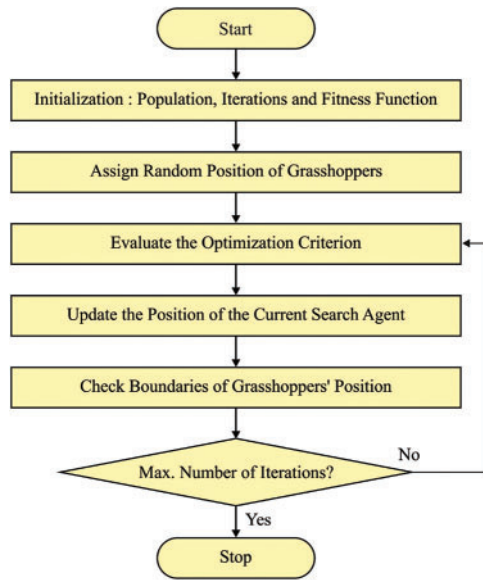 Start
Initialization : Population, Iterations and Fitness Function
Assign Random Position of Grasshoppers
Evaluate the Optimization Criterion
Update the Position of the Current Search Agent
Check Boundaries of Grasshoppers' Position
Max. Number of Iterions?
No
Yes
Stop